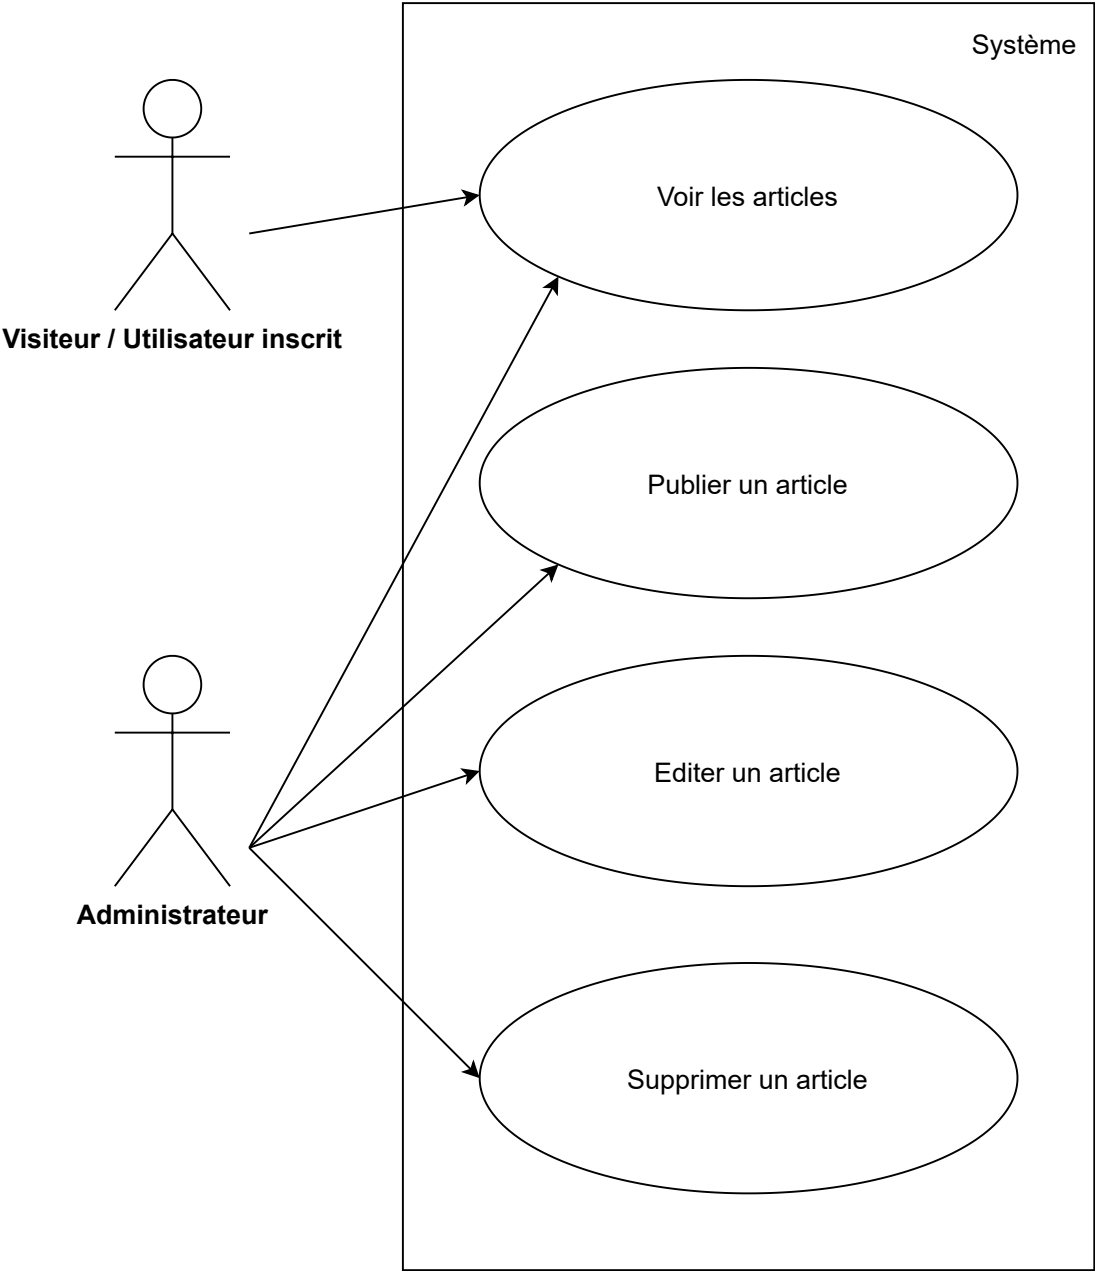 Système
Voir les articles
Visiteur / Utilisateur inscrit
Publier un article
Editer un article
Administrateur
Supprimer un article